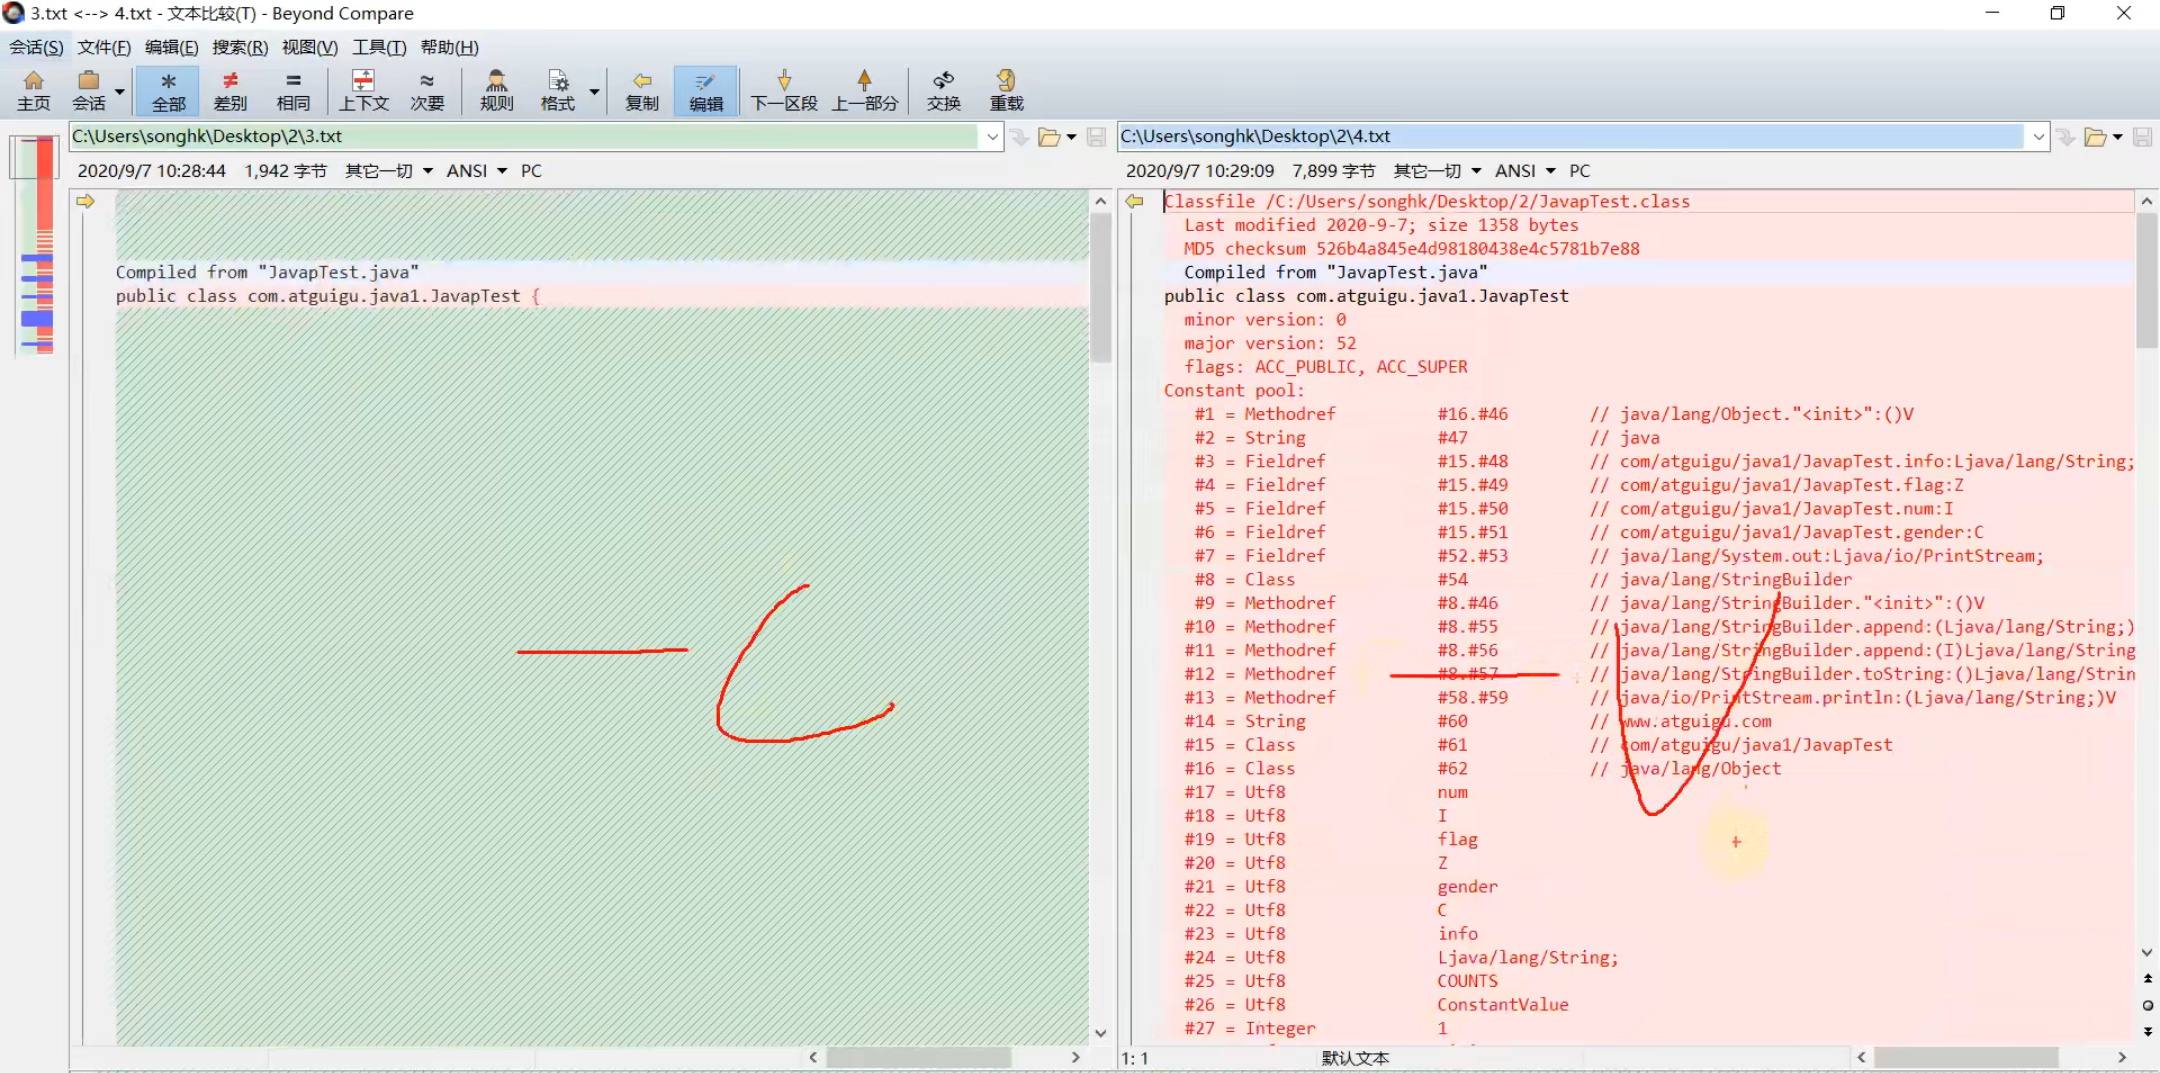 3.txt <--> 4.txt - 文本比较(T) - Beyond Compare
会话(S) 文件(F) 编辑(E) 搜索(R) 视图(V) 工具(T) 帮助(H)
主页 会话 全部 差别 相同 上下文 次要 规则 格式 复制 编辑 下一区段 上一部分 交换 重载
C:\Users\songhk\Desktop\2\3.txt
2020/9/7 10:28:44 1,942 字节 其它一切 ANSI PC
Compiled from "JavapTest.java"
public class com.atguigu.java1.JavapTest {
C:\Users\songhk\Desktop\2\4.txt
2020/9/7 10:29:09 7,899 字节 其它一切 ANSI PC
Classfile /C:/Users/songhk/Desktop/2/JavapTest.class
Last modified 2020-9-7; size 1358 bytes
MD5 checksum 526b4a845e4d98180438e4c5781b7e88
Compiled from "JavapTest.java"
public class com.atguigu.java1.JavapTest
minor version: 0
major version: 52
flags: ACC_PUBLIC, ACC_SUPER
Constant pool:
#1 = Methodref #16.#46 // java/lang/Object."<init>":()V
#2 = String #47 // java
#3 = Fieldref #15.#48 // com/atguigu/java1/JavapTest.info:Ljava/lang/String;
#4 = Fieldref #15.#49 // com/atguigu/java1/JavapTest.flag:Z
#5 = Fieldref #15.#50 // com/atguigu/java1/JavapTest.num:I
#6 = Fieldref #15.#51 // com/atguigu/java1/JavapTest.gender:C
#7 = Fieldref #52.#53 // java/lang/System.out:Ljava/io/PrintStream;
#8 = Class #54 // java/lang/StringBuilder
#9 = Methodref #8.#46 // java/lang/StringBuilder."<init>":()V
#10 = Methodref #8.#55 // java/lang/StringBuilder.append:(Ljava/lang/String;)
#11 = Methodref #8.#56 // java/lang/StringBuilder.append:(I)Ljava/lang/String
#12 = Methodref #8.#57 // java/lang/StringBuilder.toString:()Ljava/lang/Strin
#13 = Methodref #58.#59 // java/io/PrintStream.println:(Ljava/lang/String;)V
#14 = String #60 // www.atguigu.com
#15 = Class #61 // com/atguigu/java1/JavapTest
#16 = Class #62 // java/lang/Object
#17 = Utf8 num
#18 = Utf8 I
#19 = Utf8 flag
#20 = Utf8 Z
#21 = Utf8 gender
#22 = Utf8 C
#23 = Utf8 info
#24 = Utf8 Ljava/lang/String;
#25 = Utf8 COUNTS
#26 = Utf8 ConstantValue
#27 = Integer 1
1: 1 默认文本